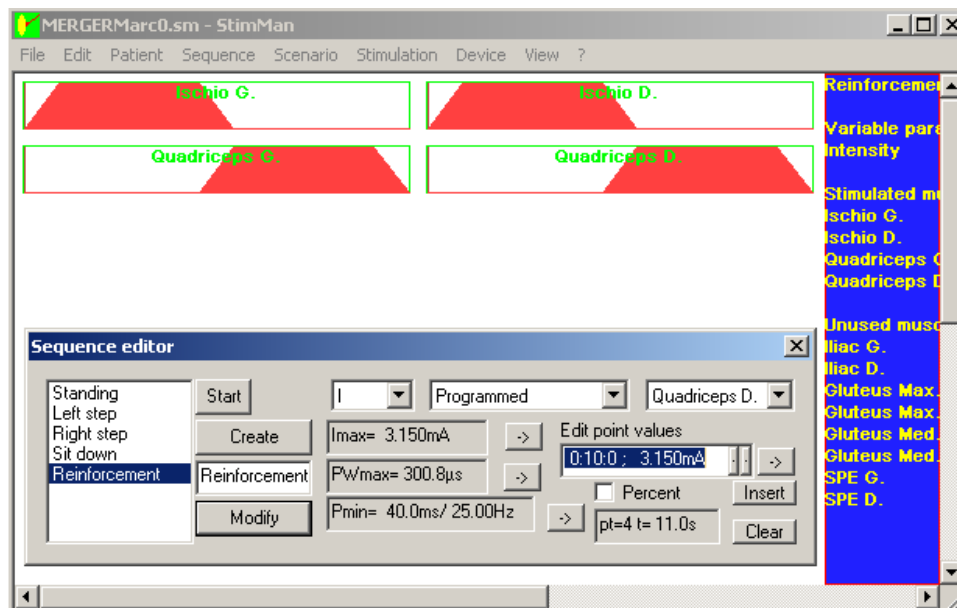 MERGERMarc0.sm - StimMan
File Edit Patient Sequence Scenario Stimulation Device View ?
Ischio G.
Ischio D.
Quadriceps G.
Quadriceps D.
Reinforcemen
Variable para
Intensity
Stimulated mu
Ischio G.
Ischio D.
Quadriceps G
Quadriceps D
Unused musc
Iliac G.
Iliac D.
Gluteus Max.
Gluteus Max.
Gluteus Med.
Gluteus Med.
SPE G.
SPE D.
Sequence editor
Standing
Left step
Right step
Sit down
Reinforcement
Start
Create
Reinforcement
Modify
I
Programmed
Quadriceps D.
Imax= 3.150mA
->
PWmax= 300.8µs
->
Pmin= 40.0ms/ 25.00Hz
->
Edit point values
0:10:0 ; 3.150mA
->
Percent
Insert
pt=4 t= 11.0s
Clear